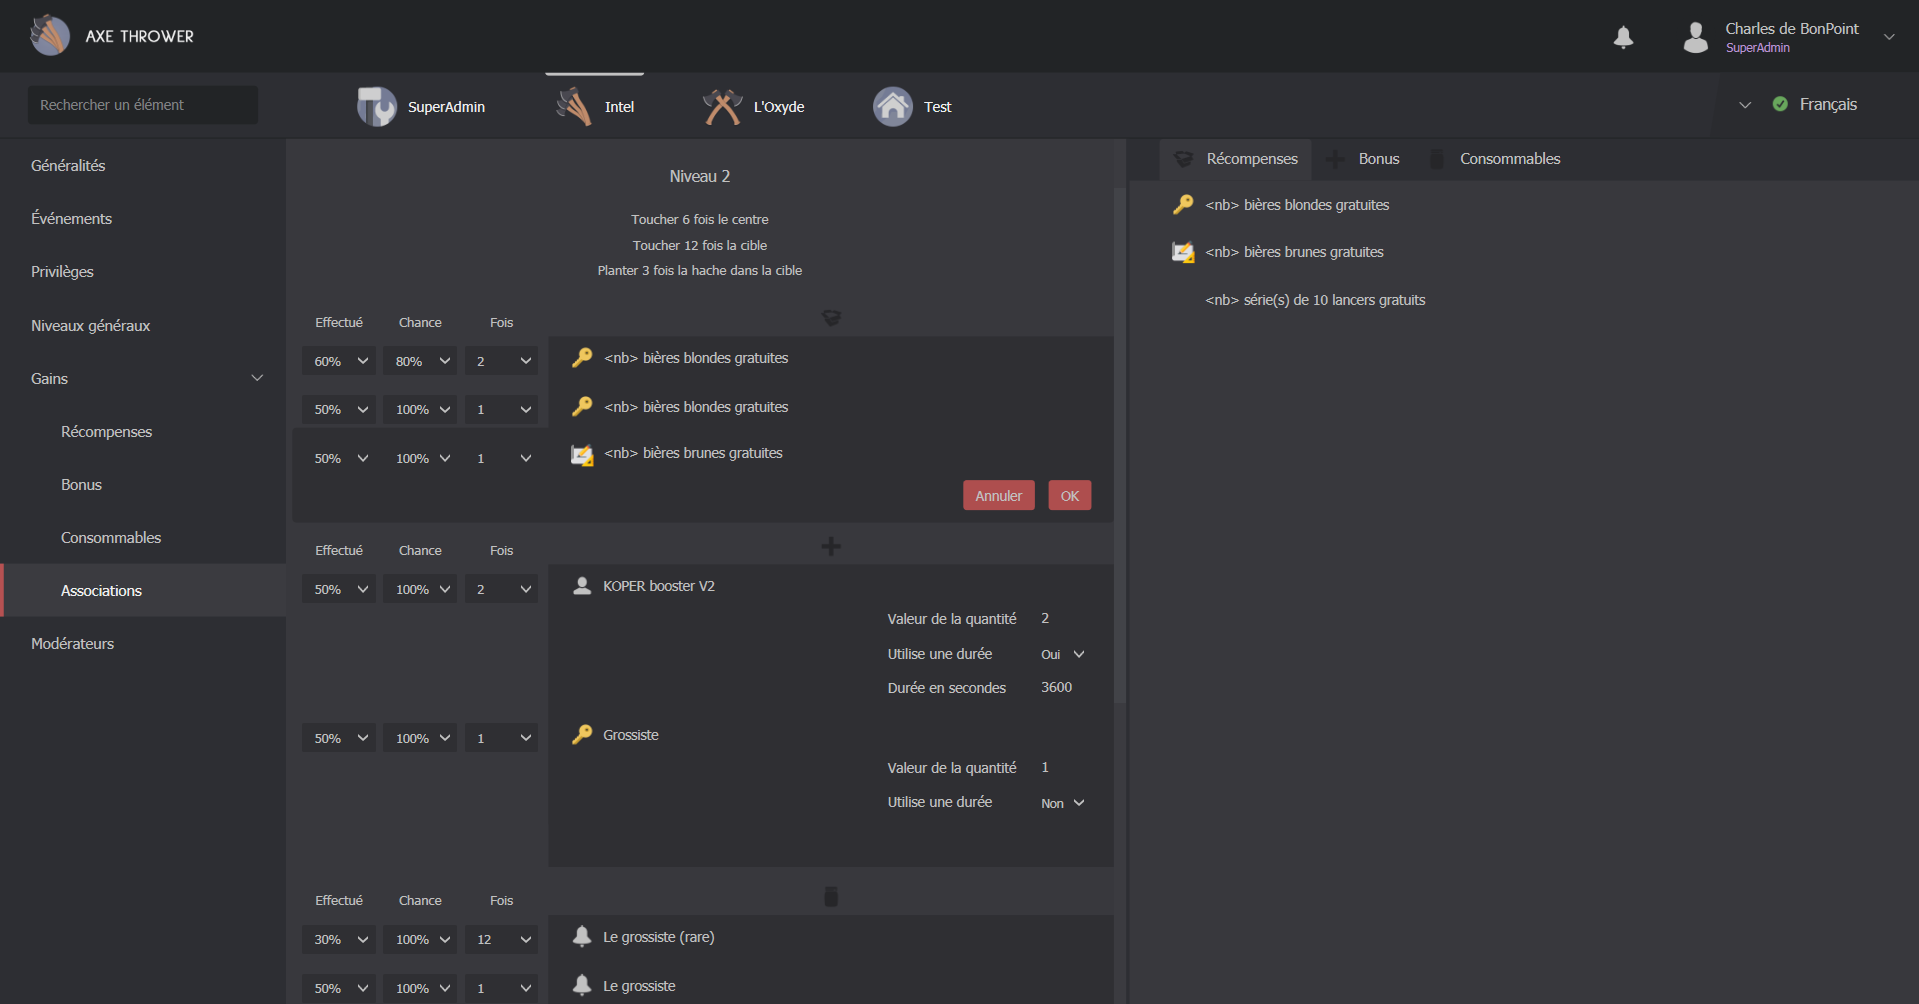 AXE THROWER
Charles de BonPoint
SuperAdmin
Rechercher un élément
SuperAdmin
Intel
L'Oxyde
Test
Français
Généralités
Événements
Privilèges
Niveaux généraux
Gains
Récompenses
Bonus
Consommables
Associations
Modérateurs
Niveau 2
Toucher 6 fois le centre
Toucher 12 fois la cible
Planter 3 fois la hache dans la cible
Effectué Chance Fois
60% 80% 2 <nb> bières blondes gratuites
50% 100% 1 <nb> bières blondes gratuites
50% 100% 1 <nb> bières brunes gratuites
Annuler OK
Effectué Chance Fois
50% 100% 2 KOPER booster V2
Valeur de la quantité 2
Utilise une durée Oui
Durée en secondes 3600
50% 100% 1 Grossiste
Valeur de la quantité 1
Utilise une durée Non
Effectué Chance Fois
30% 100% 12 Le grossiste (rare)
50% 100% 1 Le grossiste
Récompenses Bonus Consommables
<nb> bières blondes gratuites
<nb> bières brunes gratuites
<nb> série(s) de 10 lancers gratuits